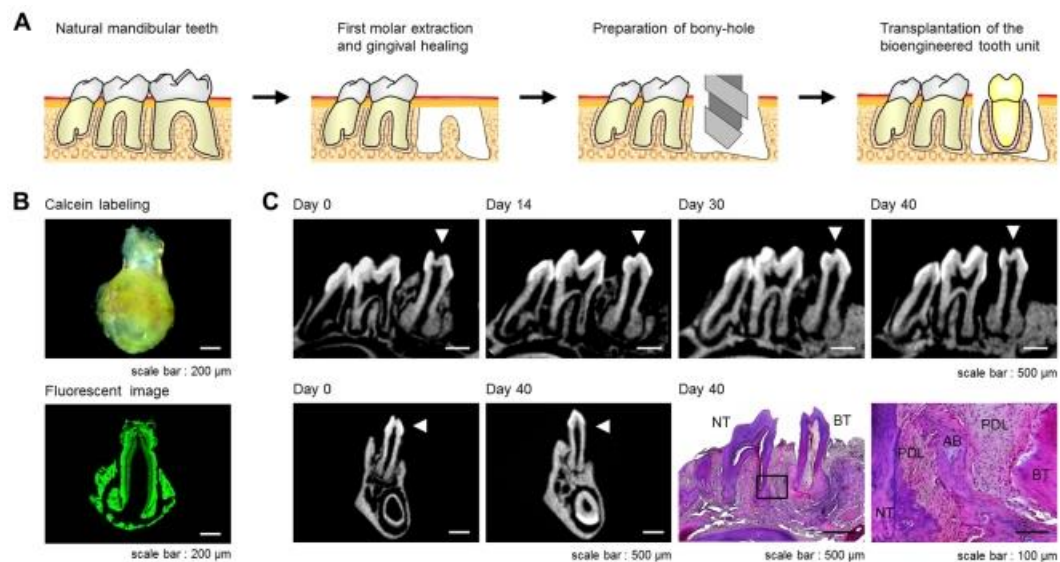 A
Natural mandibular teeth
First molar extraction
and gingival healing
Preparation of bony-hole
Transplantation of the
bioengineered tooth unit
B
Calcein labeling
scale bar : 200 µm
Fluorescent image
scale bar : 200 µm
C
Day 0
Day 14
Day 30
Day 40
scale bar : 500 µm
Day 0
Day 40
Day 40
NT
BT
PDL
PDL
AB
BT
NT
scale bar : 500 µm
scale bar : 500 µm
scale bar : 100 µm